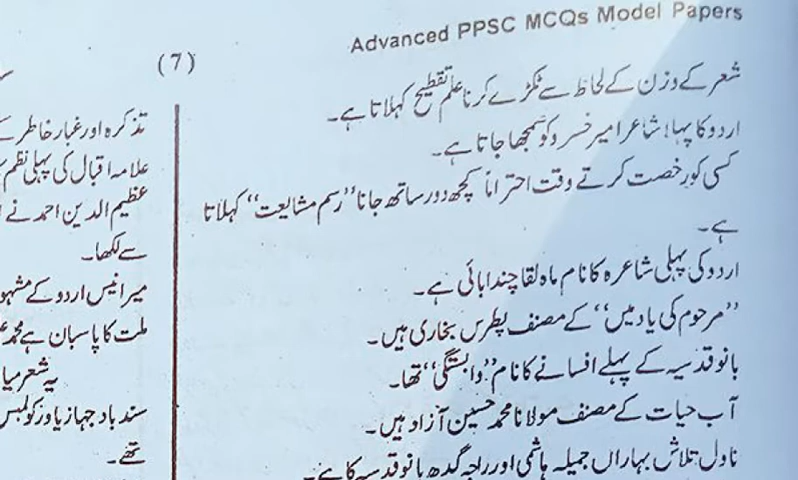 Advanced PPSC MCQs Model Papers
(7)
شعر کے وزن کے لحاظ سے ٹکڑے کرنا علم تقطیع کہلاتا ہے۔
اردو کا پہلا شاعر امیر خسرو کو سمجھا جاتا ہے۔
کسی کو رخصت کرتے وقت احتراماً کچھ دور ساتھ جانا ”رسم مشایعت“ کہلاتا
ہے۔
اردو کی پہلی شاعرہ کا نام ماہ لقا چندا بائی ہے۔
”مرحوم کی یاد میں“ کے مصنف پطرس بخاری ہیں۔
بانو قدسیہ کے پہلے افسانے کا نام ”وابستگی“ تھا۔
آب حیات کے مصنف مولانا محمد حسین آزاد ہیں۔
ناول تلاش بہاراں جمیلہ ہاشمی اور راجہ گدھ بانو قدسیہ کا ہے۔
تذکرہ اور غبار خاطر کے
علامہ اقبال کی پہلی نظم
عظیم الدین احمد نے
سے لکھا۔
میر انیس اردو کے مشہو
ملت کا پاسبان ہے محمد
یہ شعر میا
سند باد جہازی اور کولمبس
تھے۔